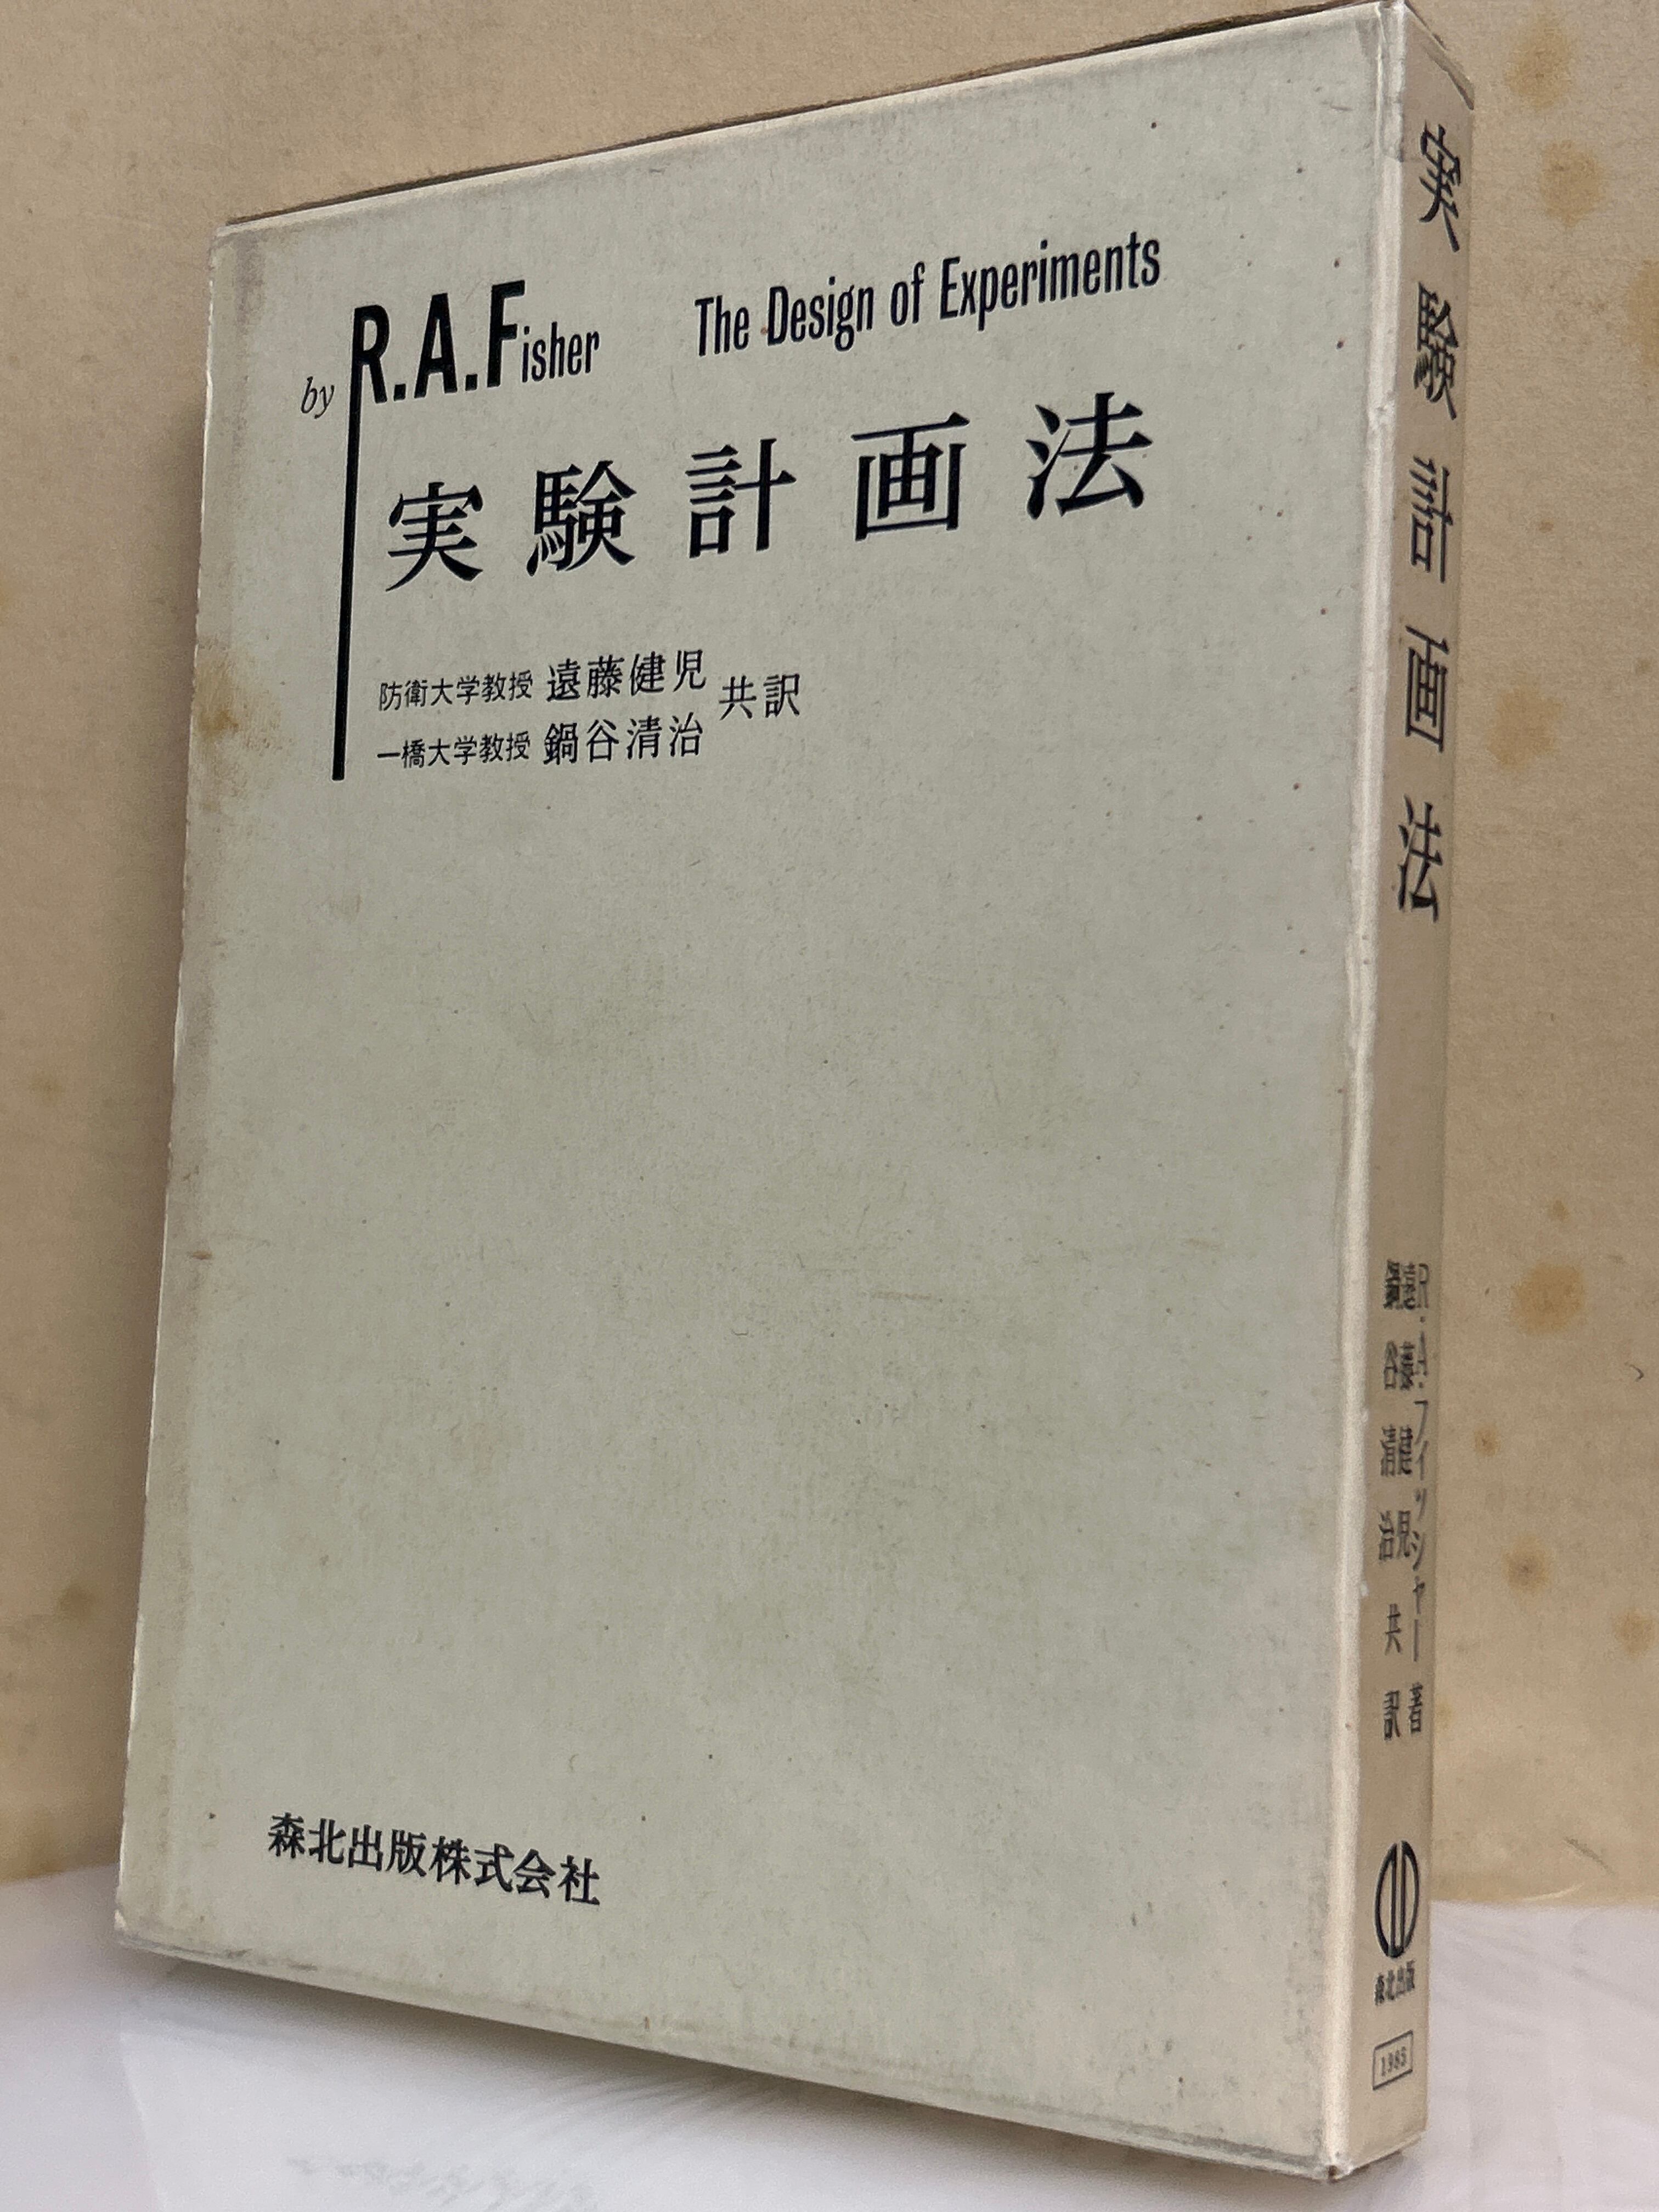 by R.A.Fisher The Design of Experiments
実験計画法
防衛大学教授 遠藤健児
一橋大学教授 鍋谷清治
共訳
森北出版株式会社
実験計画法
R.A.フィッシャー 著
遠藤健児
鍋谷清治
共訳
森北出版
1985